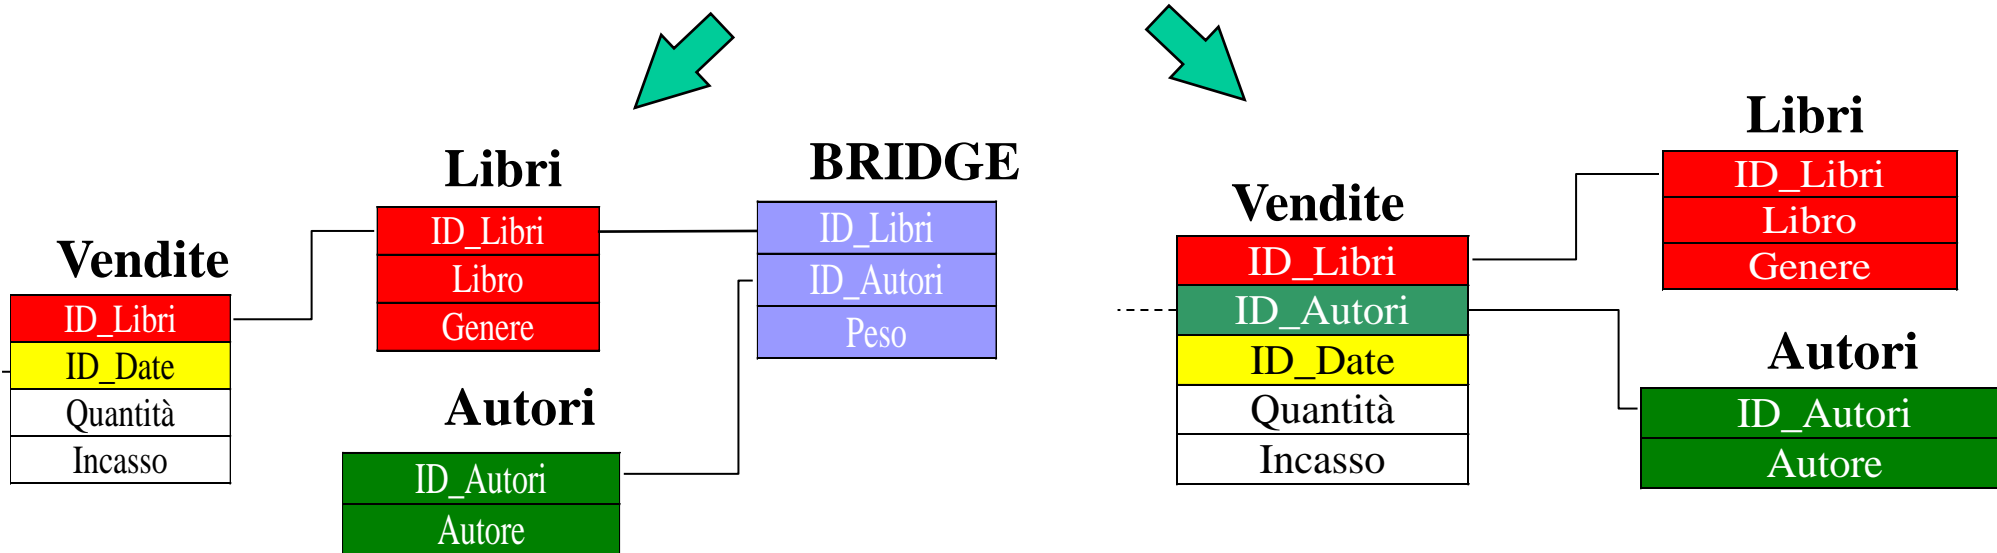 Vendite
ID_Libri
ID_Date
Quantità
Incasso
Libri
ID_Libri
Libro
Genere
Autori
ID_Autori
Autore
BRIDGE
ID_Libri
ID_Autori
Peso
Vendite
ID_Libri
ID_Autori
ID_Date
Quantità
Incasso
Libri
ID_Libri
Libro
Genere
Autori
ID_Autori
Autore